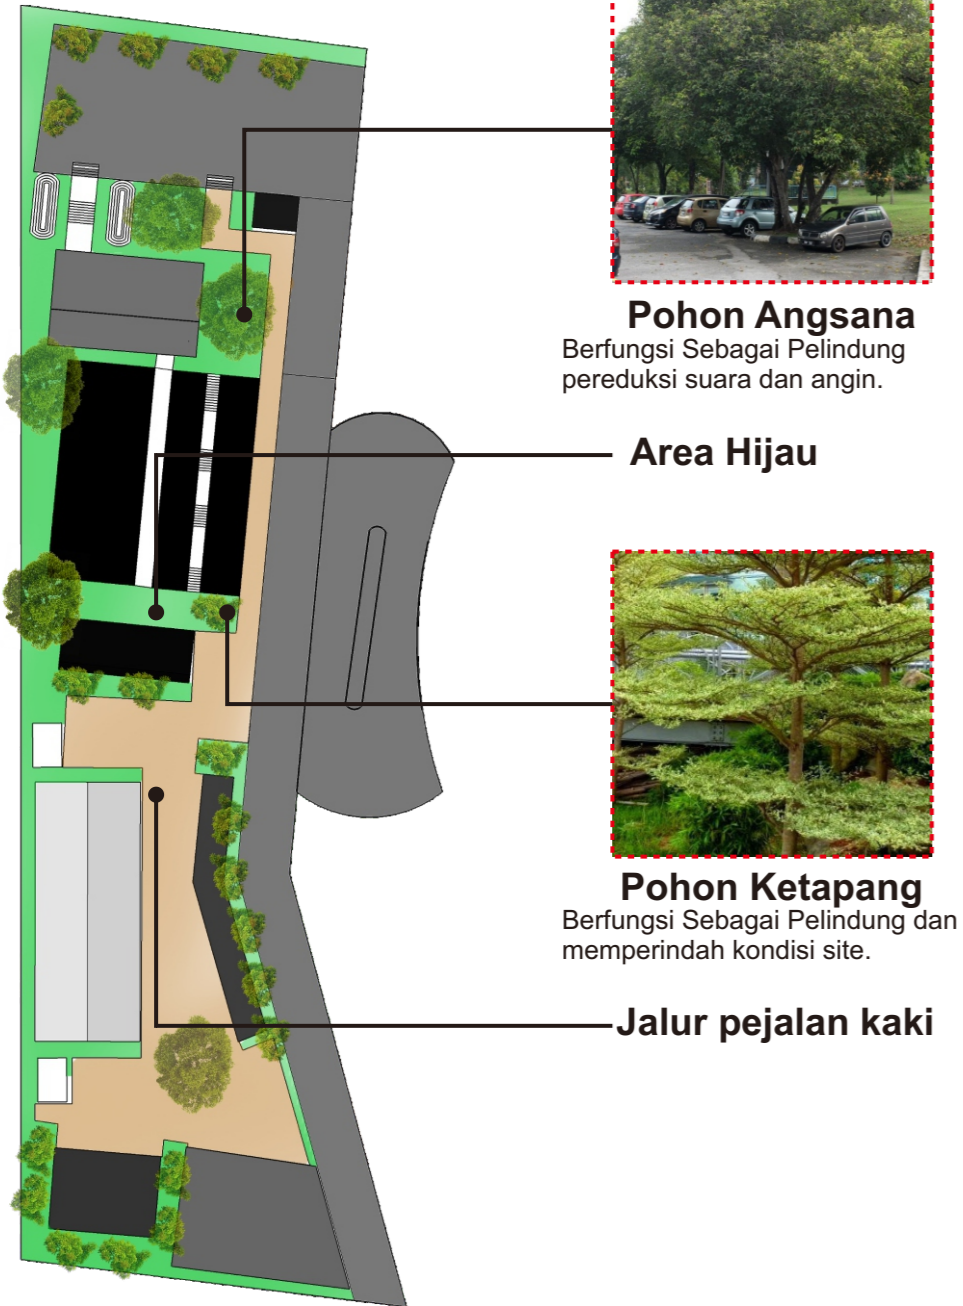 Pohon Angsana
Berfungsi Sebagai Pelindung
pereduksi suara dan angin.
Area Hijau
Pohon Ketapang
Berfungsi Sebagai Pelindung dan
memperindah kondisi site.
Jalur pejalan kaki